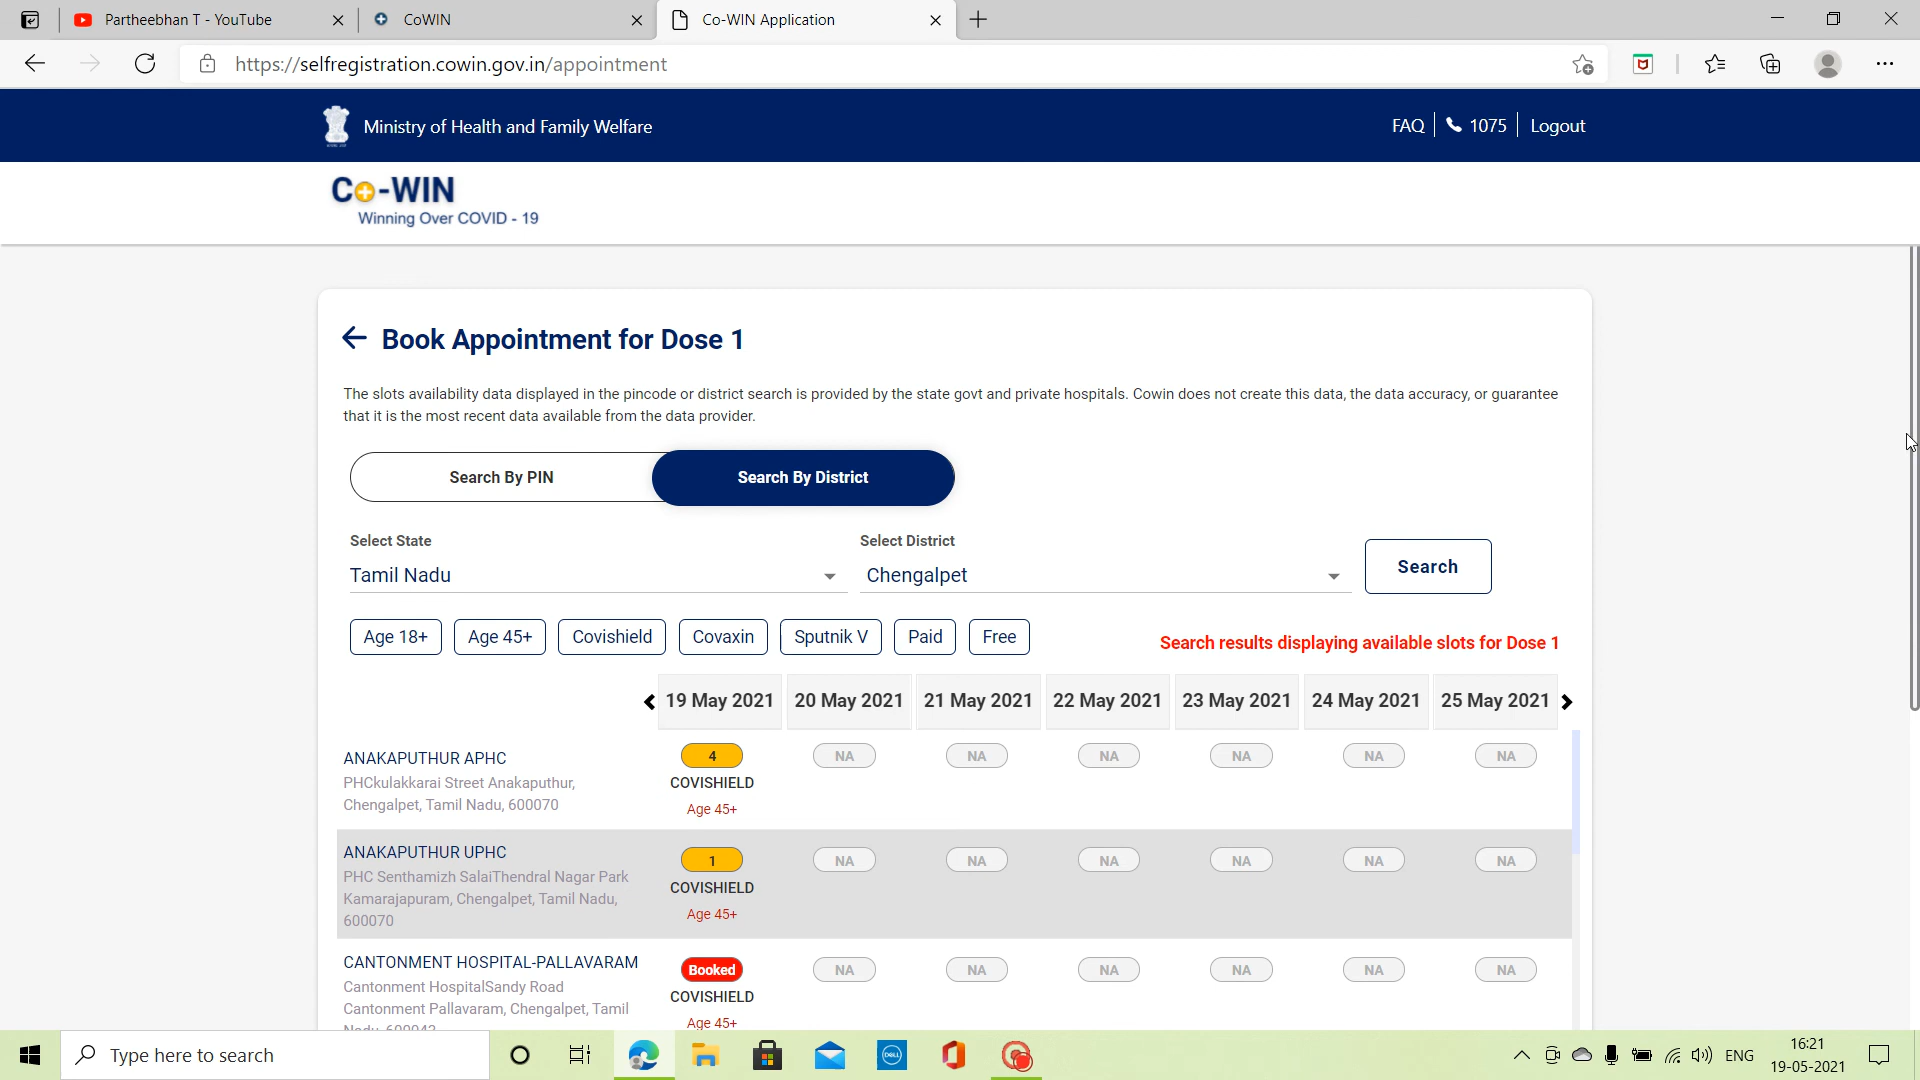 Partheebhan T - YouTube
CoWIN
Co-WIN Application
https://selfregistration.cowin.gov.in/appointment
Ministry of Health and Family Welfare
FAQ
1075
Logout
Co-WIN
Winning Over COVID - 19
Book Appointment for Dose 1
The slots availability data displayed in the pincode or district search is provided by the state govt and private hospitals. Cowin does not create this data, the data accuracy, or guarantee
that it is the most recent data available from the data provider.
Search By PIN
Search By District
Select State
Select District
Tamil Nadu
Chengalpet
Search
Age 18+
Age 45+
Covishield
Covaxin
Sputnik V
Paid
Free
Search results displaying available slots for Dose 1
19 May 2021
20 May 2021
21 May 2021
22 May 2021
23 May 2021
24 May 2021
25 May 2021
ANAKAPUTHUR APHC
PHCkulakkarai Street Anakaputhur,
Chengalpet, Tamil Nadu, 600070
4
COVISHIELD
Age 45+
NA
NA
NA
NA
NA
NA
ANAKAPUTHUR UPHC
PHC Senthamizh SalaiThendral Nagar Park
Kamarajapuram, Chengalpet, Tamil Nadu,
600070
1
COVISHIELD
Age 45+
NA
NA
NA
NA
NA
NA
CANTONMENT HOSPITAL-PALLAVARAM
Cantonment HospitalSandy Road
Cantonment Pallavaram, Chengalpet, Tamil
Nadu, 600043
Booked
COVISHIELD
Age 45+
NA
NA
NA
NA
NA
NA
Type here to search
DELL
ENG
16:21
19-05-2021